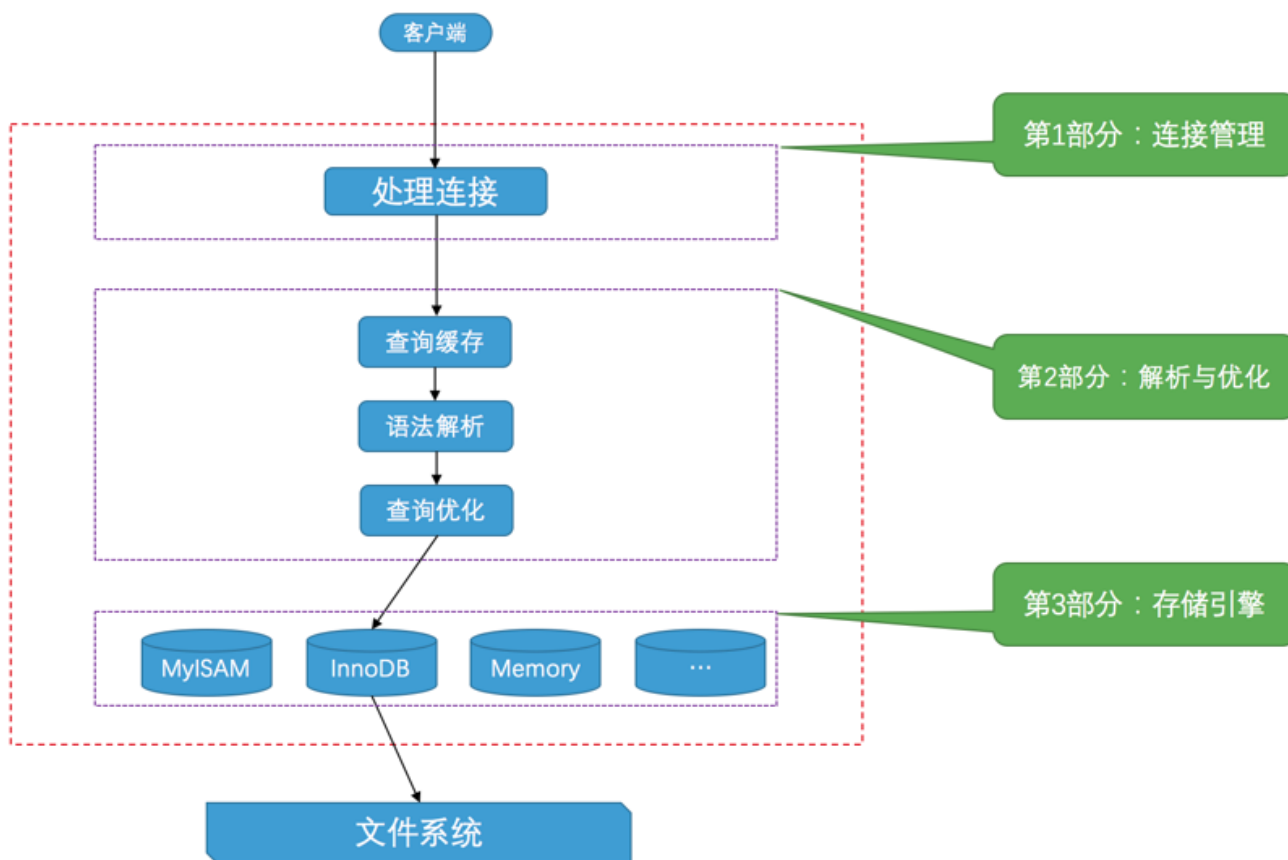 客户端
第1部分：连接管理
处理连接
查询缓存
第2部分：解析与优化
语法解析
查询优化
第3部分：存储引擎
MyISAM
InnoDB
Memory
…
文件系统